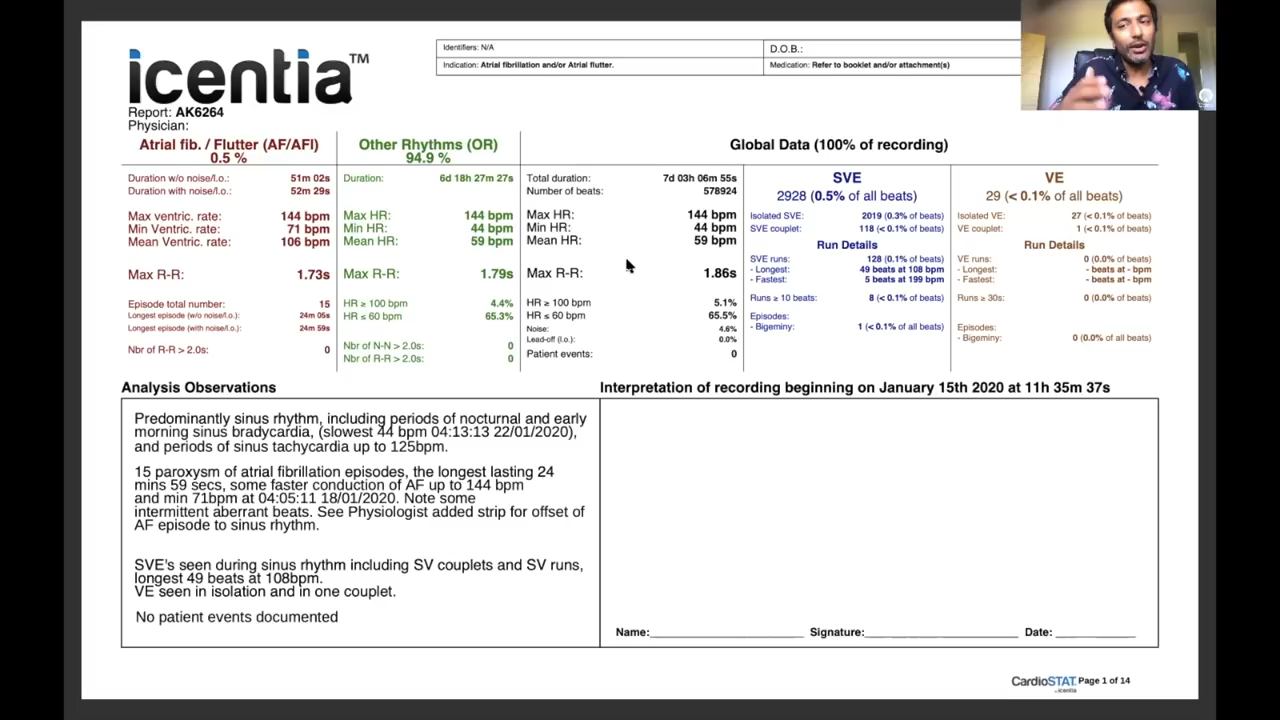 icentia™
Identifiers: N/A
D.O.B.:
Indication: Atrial fibrillation and/or Atrial flutter.
Medication: Refer to booklet and/or attachment(s)
Report: AK6264
Physician:
Atrial fib. / Flutter (AF/AFl)
0.5 %
Duration w/o noise/l.o.: 51m 02s
Duration with noise/l.o.: 52m 29s
Max ventric. rate: 144 bpm
Min Ventric. rate: 71 bpm
Mean Ventric. rate: 106 bpm
Max R-R: 1.73s
Episode total number: 15
Longest episode (w/o noise/l.o.): 24m 05s
Longest episode (with noise/l.o.): 24m 59s
Nbr of R-R > 2.0s: 0
Other Rhythms (OR)
94.9 %
Duration: 6d 18h 27m 27s
Max HR: 144 bpm
Min HR: 44 bpm
Mean HR: 59 bpm
Max R-R: 1.79s
HR ≥ 100 bpm 4.4%
HR ≤ 60 bpm 65.3%
Nbr of N-N > 2.0s: 0
Nbr of R-R > 2.0s: 0
Global Data (100% of recording)
Total duration: 7d 03h 06m 55s
Number of beats: 578924
Max HR: 144 bpm
Min HR: 44 bpm
Mean HR: 59 bpm
Max R-R: 1.86s
HR ≥ 100 bpm 5.1%
HR ≤ 60 bpm 65.5%
Noise: 4.6%
Lead-off (l.o.): 0.0%
Patient events: 0
SVE
2928 (0.5% of all beats)
Isolated SVE: 2019 (0.3% of beats)
SVE couplet: 118 (< 0.1% of beats)
Run Details
SVE runs: 128 (0.1% of beats)
- Longest: 49 beats at 108 bpm
- Fastest: 5 beats at 199 bpm
Runs ≥ 10 beats: 8 (< 0.1% of beats)
Episodes:
- Bigeminy: 1 (< 0.1% of beats)
VE
29 (< 0.1% of all beats)
Isolated VE: 27 (< 0.1% of beats)
VE couplet: 1 (< 0.1% of beats)
Run Details
VE runs: 0 (0.0% of beats)
- Longest: - beats at - bpm
- Fastest: - beats at - bpm
Runs ≥ 30s: 0 (0.0% of beats)
Episodes:
- Bigeminy: 0 (0.0% of beats)
Analysis Observations
Predominantly sinus rhythm, including periods of nocturnal and early
morning sinus bradycardia, (slowest 44 bpm 04:13:13 22/01/2020),
and periods of sinus tachycardia up to 125bpm.
15 paroxysm of atrial fibrillation episodes, the longest lasting 24
mins 59 secs, some faster conduction of AF up to 144 bpm
and min 71bpm at 04:05:11 18/01/2020. Note some
intermittent aberrant beats. See Physiologist added strip for offset of
AF episode to sinus rhythm.
SVE's seen during sinus rhythm including SV couplets and SV runs,
longest 49 beats at 108bpm.
VE seen in isolation and in one couplet.
No patient events documented
Interpretation of recording beginning on January 15th 2020 at 11h 35m 37s
Name: Signature: Date:
CardioSTAT Page 1 of 14
by icentia